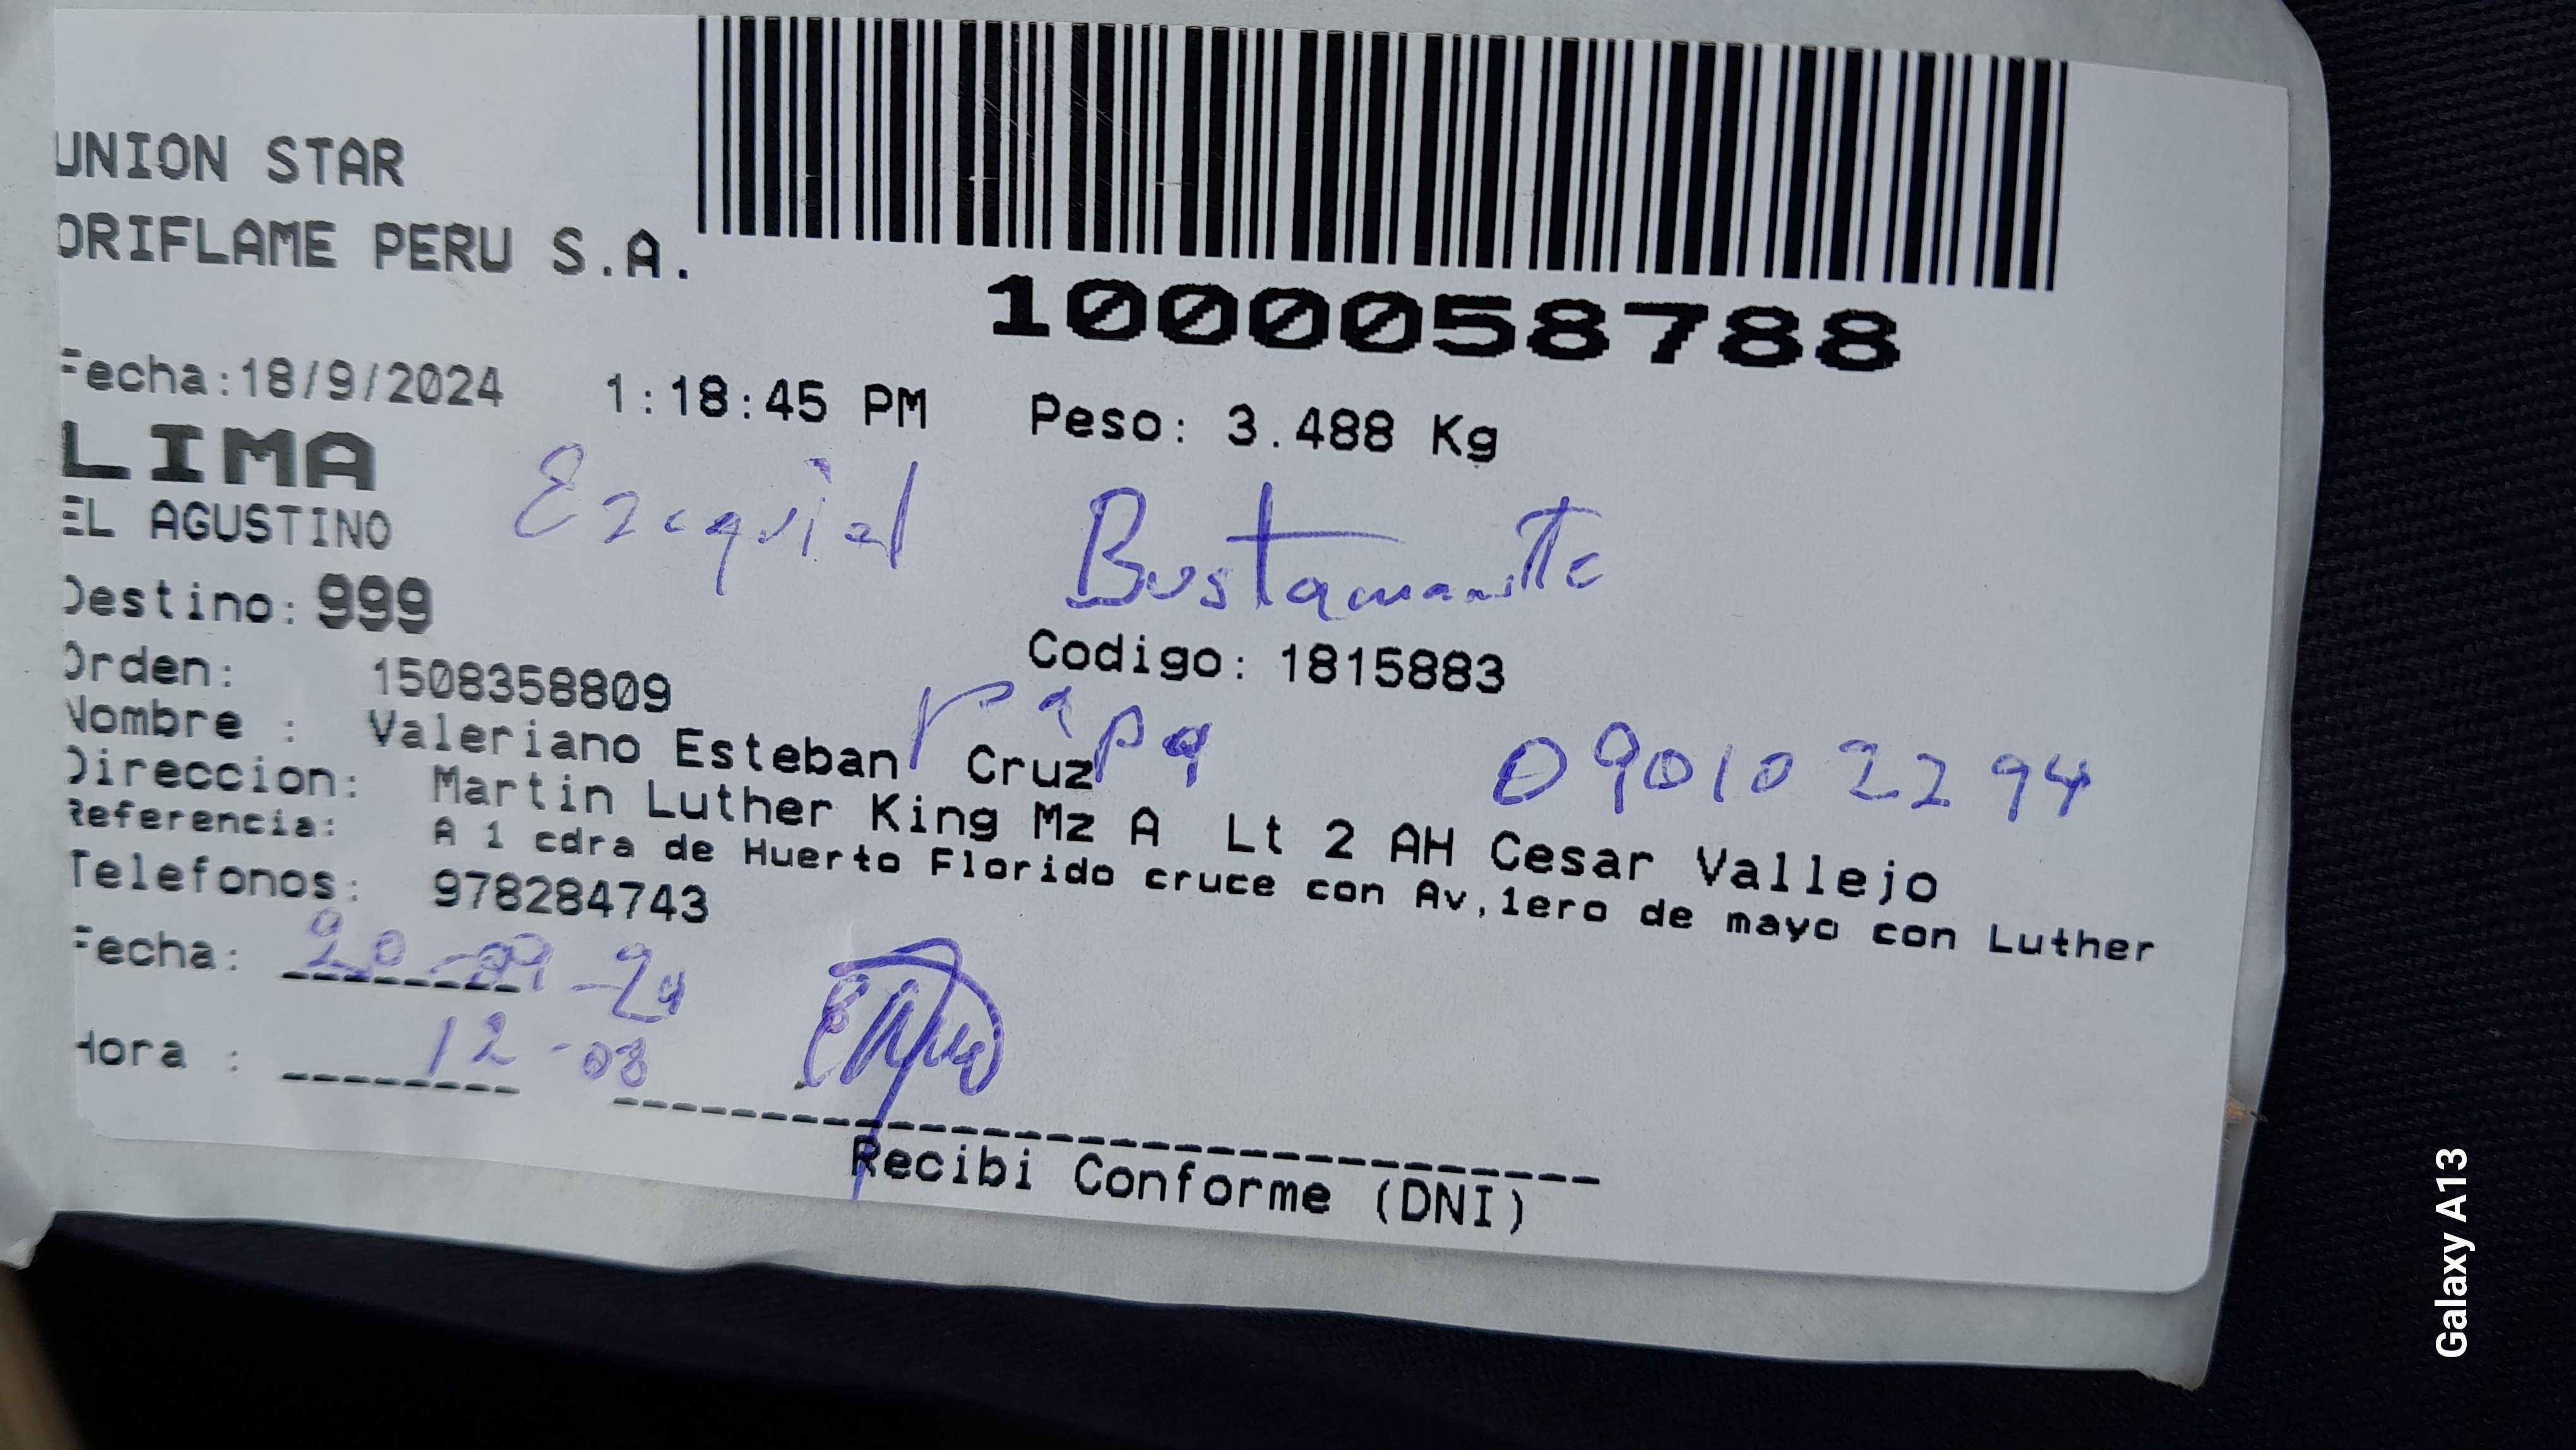 UNION STAR
ORIFLAME PERU S.A.
1000058788
Fecha:18/9/2024 1:18:45 PM Peso: 3.488 Kg
LIMA
EL AGUSTINO
Ezequiel Bustamante
Destino: 999
Orden: 1508358809 Codigo: 1815883
papa 090102294
Nombre : Valeriano Esteban Cruz
Direccion: Martin Luther King Mz A Lt 2 AH Cesar Vallejo
Referencia: A 1 cdra de Huerto Florido cruce con Av,1ero de mayo con Luther
Telefonos: 978284743
Fecha: 20-09-24
Hora : 12-08
Recibi Conforme (DNI)
Galaxy A13